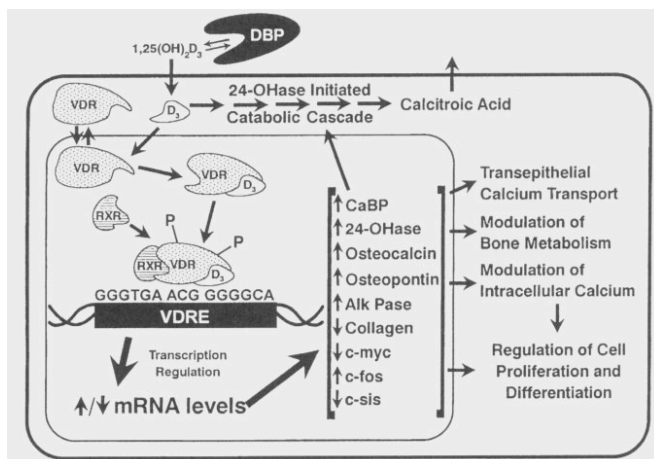 DBP
1,25(OH)₂D₃
VDR
D₃
24-OHase Initiated
Catabolic Cascade
Calcitroic Acid
VDR
VDR
D₃
RXR
P
P
RXR
VDR
D₃
GGGTGA ACG GGGGCA
VDRE
Transcription
Regulation
↑/↓ mRNA levels
↑ CaBP
↑ 24-OHase
↑ Osteocalcin
↑ Osteopontin
↑ Alk Pase
↓ Collagen
↓ c-myc
↑ c-fos
↓ c-sis
Transepithelial
Calcium Transport
Modulation of
Bone Metabolism
Modulation of
Intracellular Calcium
Regulation of Cell
Proliferation and
Differentiation